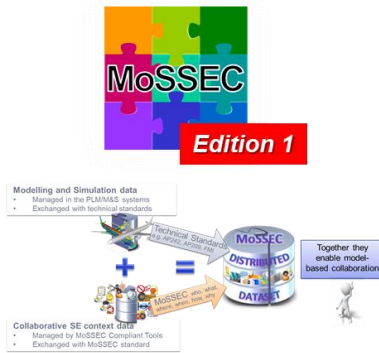 MoSSEC
Edition 1
Modelling and Simulation data
• Managed in the PLM/M&S systems
• Exchanged with technical standards
Technical Standards
e.g. AP242, AP209, FMI
MoSSEC
DISTRIBUTED
DATASET
Together they
enable model-
based collaboration
MoSSEC who, what,
where, when, how, why
Collaborative SE context data
• Managed by MoSSEC Compliant Tools
• Exchanged with MoSSEC standard